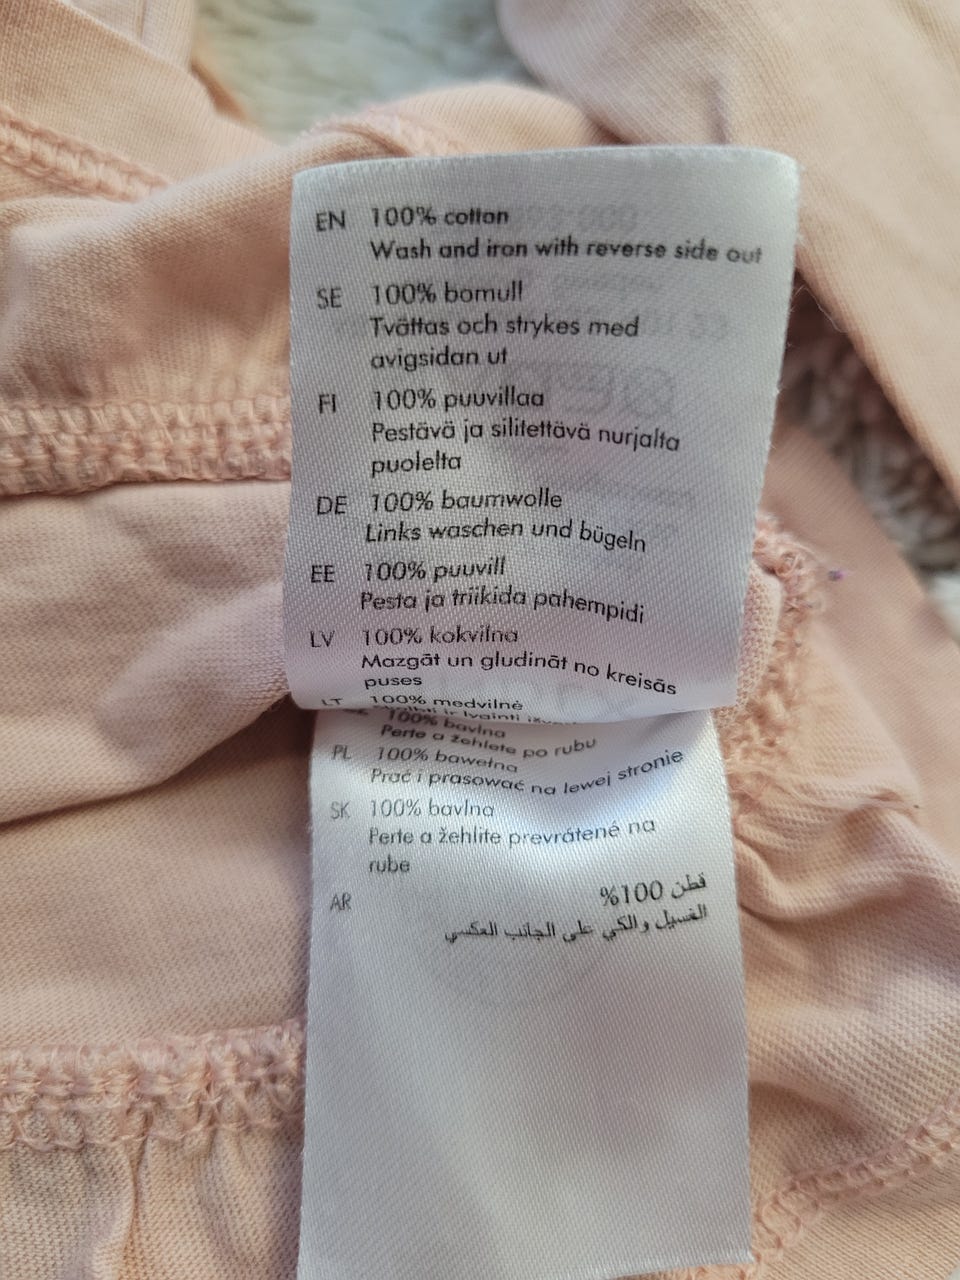 EN 100% cotton
Wash and iron with reverse side out
SE 100% bomull
Tvättas och strykes med
avigsidan ut
FI 100% puuvillaa
Pestävä ja silitettävä nurjalta
puolelta
DE 100% baumwolle
Links waschen und bügeln
EE 100% puuvill
Pesta ja triikida pahempidi
LV 100% kokvilna
Mazgāt un gludināt no kreisās
puses
LT 100% medvilnė
100% bavlna
Perte a žehlete po rubu
PL 100% bawełna
Prać i prasować na lewej stronie
SK 100% bavlna
Perte a žehlite prevrátené na
rube
AR قطن 100%
الغسيل والكي على الجانب العكسي